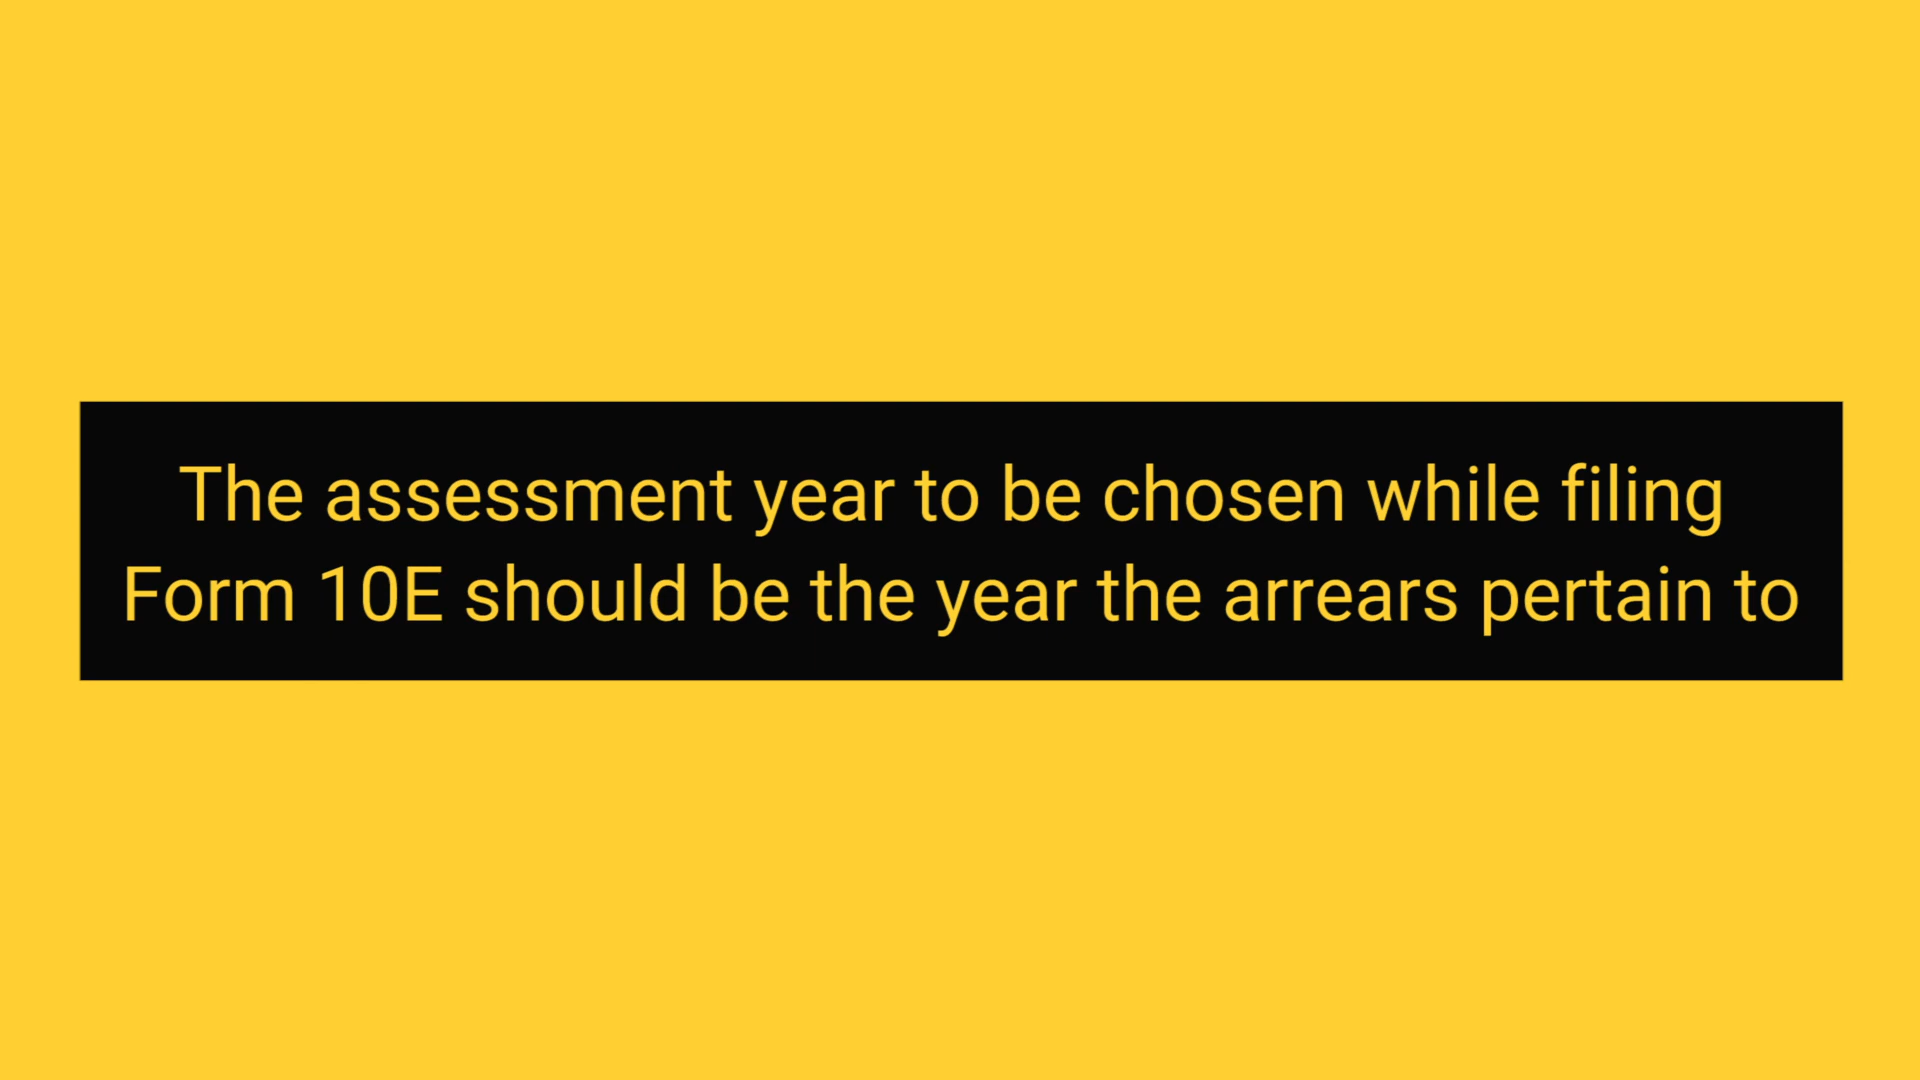 The assessment year to be chosen while filing
Form 10E should be the year the arrears pertain to